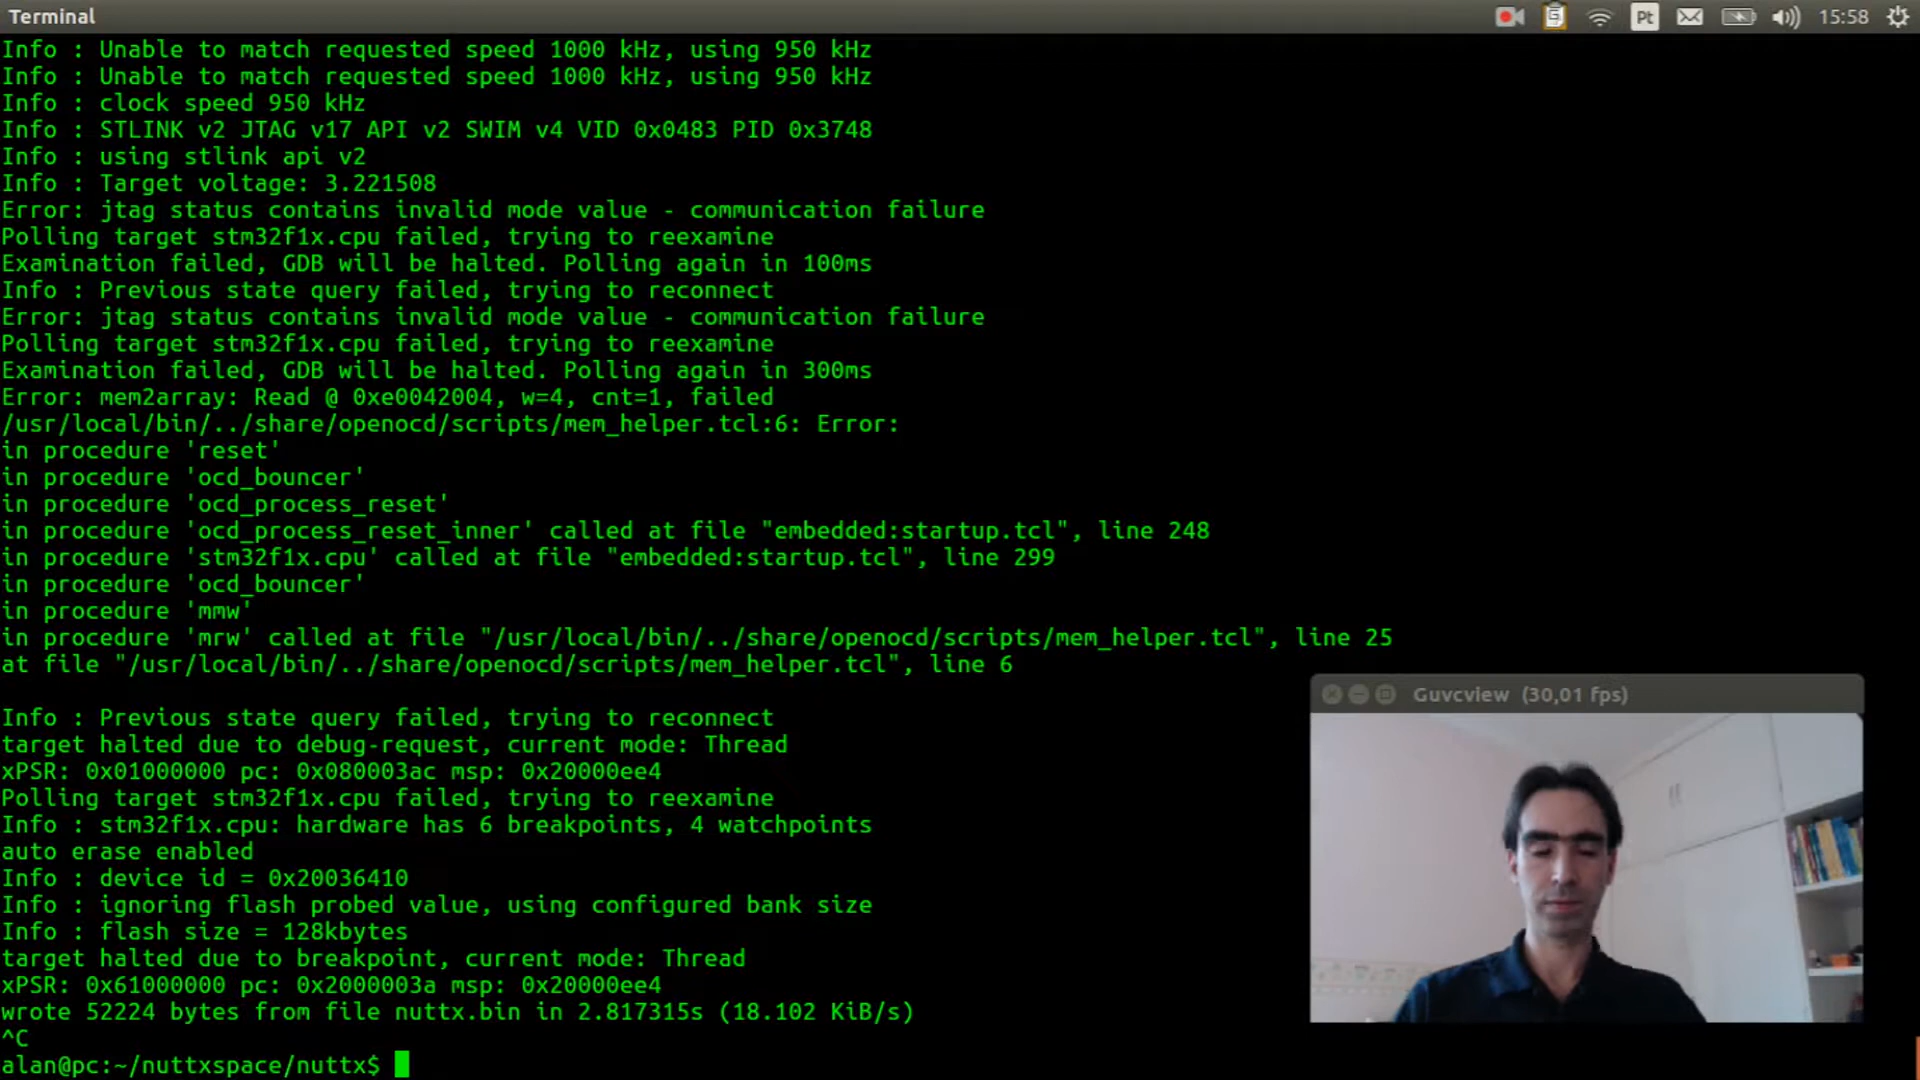 Terminal
Pt
15:58
Info : Unable to match requested speed 1000 kHz, using 950 kHz
Info : Unable to match requested speed 1000 kHz, using 950 kHz
Info : clock speed 950 kHz
Info : STLINK v2 JTAG v17 API v2 SWIM v4 VID 0x0483 PID 0x3748
Info : using stlink api v2
Info : Target voltage: 3.221508
Error: jtag status contains invalid mode value - communication failure
Polling target stm32f1x.cpu failed, trying to reexamine
Examination failed, GDB will be halted. Polling again in 100ms
Info : Previous state query failed, trying to reconnect
Error: jtag status contains invalid mode value - communication failure
Polling target stm32f1x.cpu failed, trying to reexamine
Examination failed, GDB will be halted. Polling again in 300ms
Error: mem2array: Read @ 0xe0042004, w=4, cnt=1, failed
/usr/local/bin/../share/openocd/scripts/mem_helper.tcl:6: Error:
in procedure 'reset'
in procedure 'ocd_bouncer'
in procedure 'ocd_process_reset'
in procedure 'ocd_process_reset_inner' called at file "embedded:startup.tcl", line 248
in procedure 'stm32f1x.cpu' called at file "embedded:startup.tcl", line 299
in procedure 'ocd_bouncer'
in procedure 'mmw'
in procedure 'mrw' called at file "/usr/local/bin/../share/openocd/scripts/mem_helper.tcl", line 25
at file "/usr/local/bin/../share/openocd/scripts/mem_helper.tcl", line 6
Info : Previous state query failed, trying to reconnect
target halted due to debug-request, current mode: Thread
xPSR: 0x01000000 pc: 0x080003ac msp: 0x20000ee4
Polling target stm32f1x.cpu failed, trying to reexamine
Info : stm32f1x.cpu: hardware has 6 breakpoints, 4 watchpoints
auto erase enabled
Info : device id = 0x20036410
Info : ignoring flash probed value, using configured bank size
Info : flash size = 128kbytes
target halted due to breakpoint, current mode: Thread
xPSR: 0x61000000 pc: 0x2000003a msp: 0x20000ee4
wrote 52224 bytes from file nuttx.bin in 2.817315s (18.102 KiB/s)
^C
alan@pc:~/nuttxspace/nuttx$
Guvcview (30,01 fps)